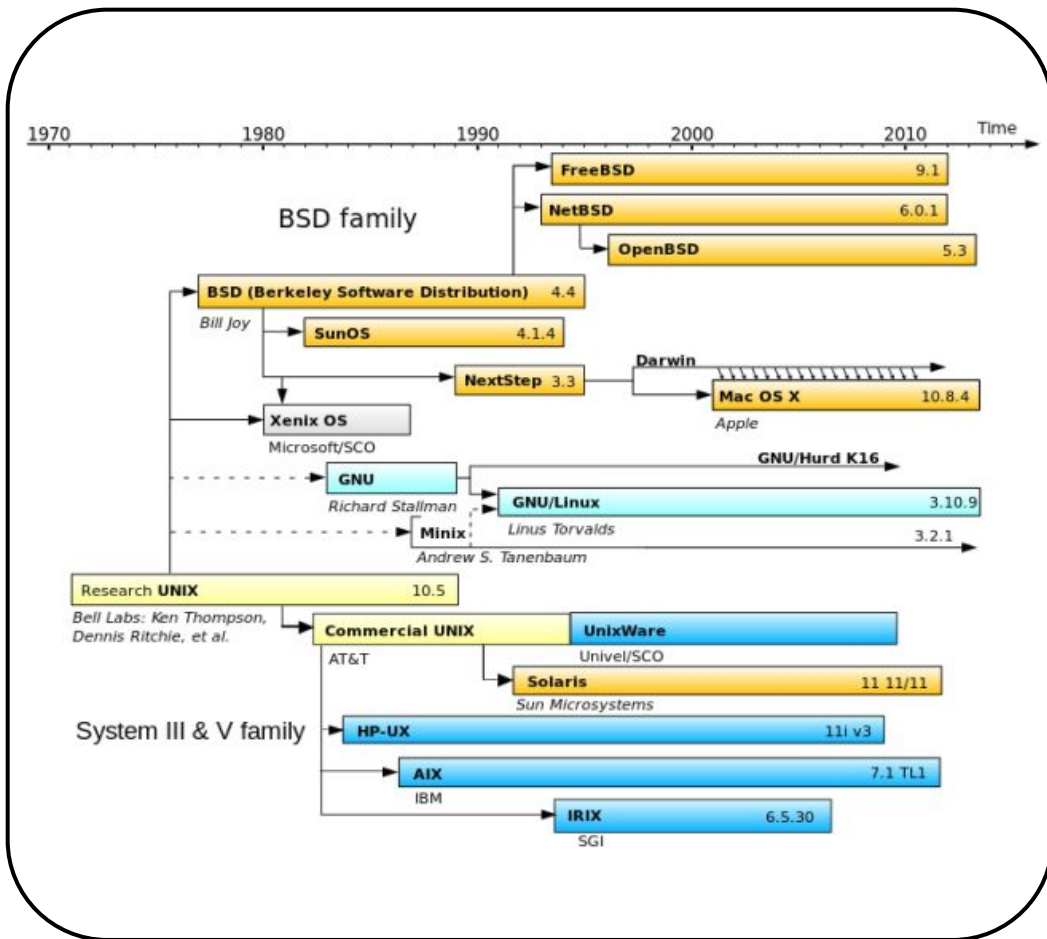 1970 1980 1990 2000 2010 Time
FreeBSD 9.1
BSD family
NetBSD 6.0.1
OpenBSD 5.3
BSD (Berkeley Software Distribution) 4.4
Bill Joy
SunOS 4.1.4
Darwin
NextStep 3.3
Mac OS X 10.8.4
Apple
Xenix OS
Microsoft/SCO
GNU/Hurd K16
GNU
Richard Stallman
GNU/Linux 3.10.9
Linus Torvalds
Minix 3.2.1
Andrew S. Tanenbaum
Research UNIX 10.5
Bell Labs: Ken Thompson,
Dennis Ritchie, et al.
Commercial UNIX
UnixWare
AT&T
Univel/SCO
Solaris 11 11/11
Sun Microsystems
System III & V family
HP-UX 11i v3
AIX 7.1 TL1
IBM
IRIX 6.5.30
SGI